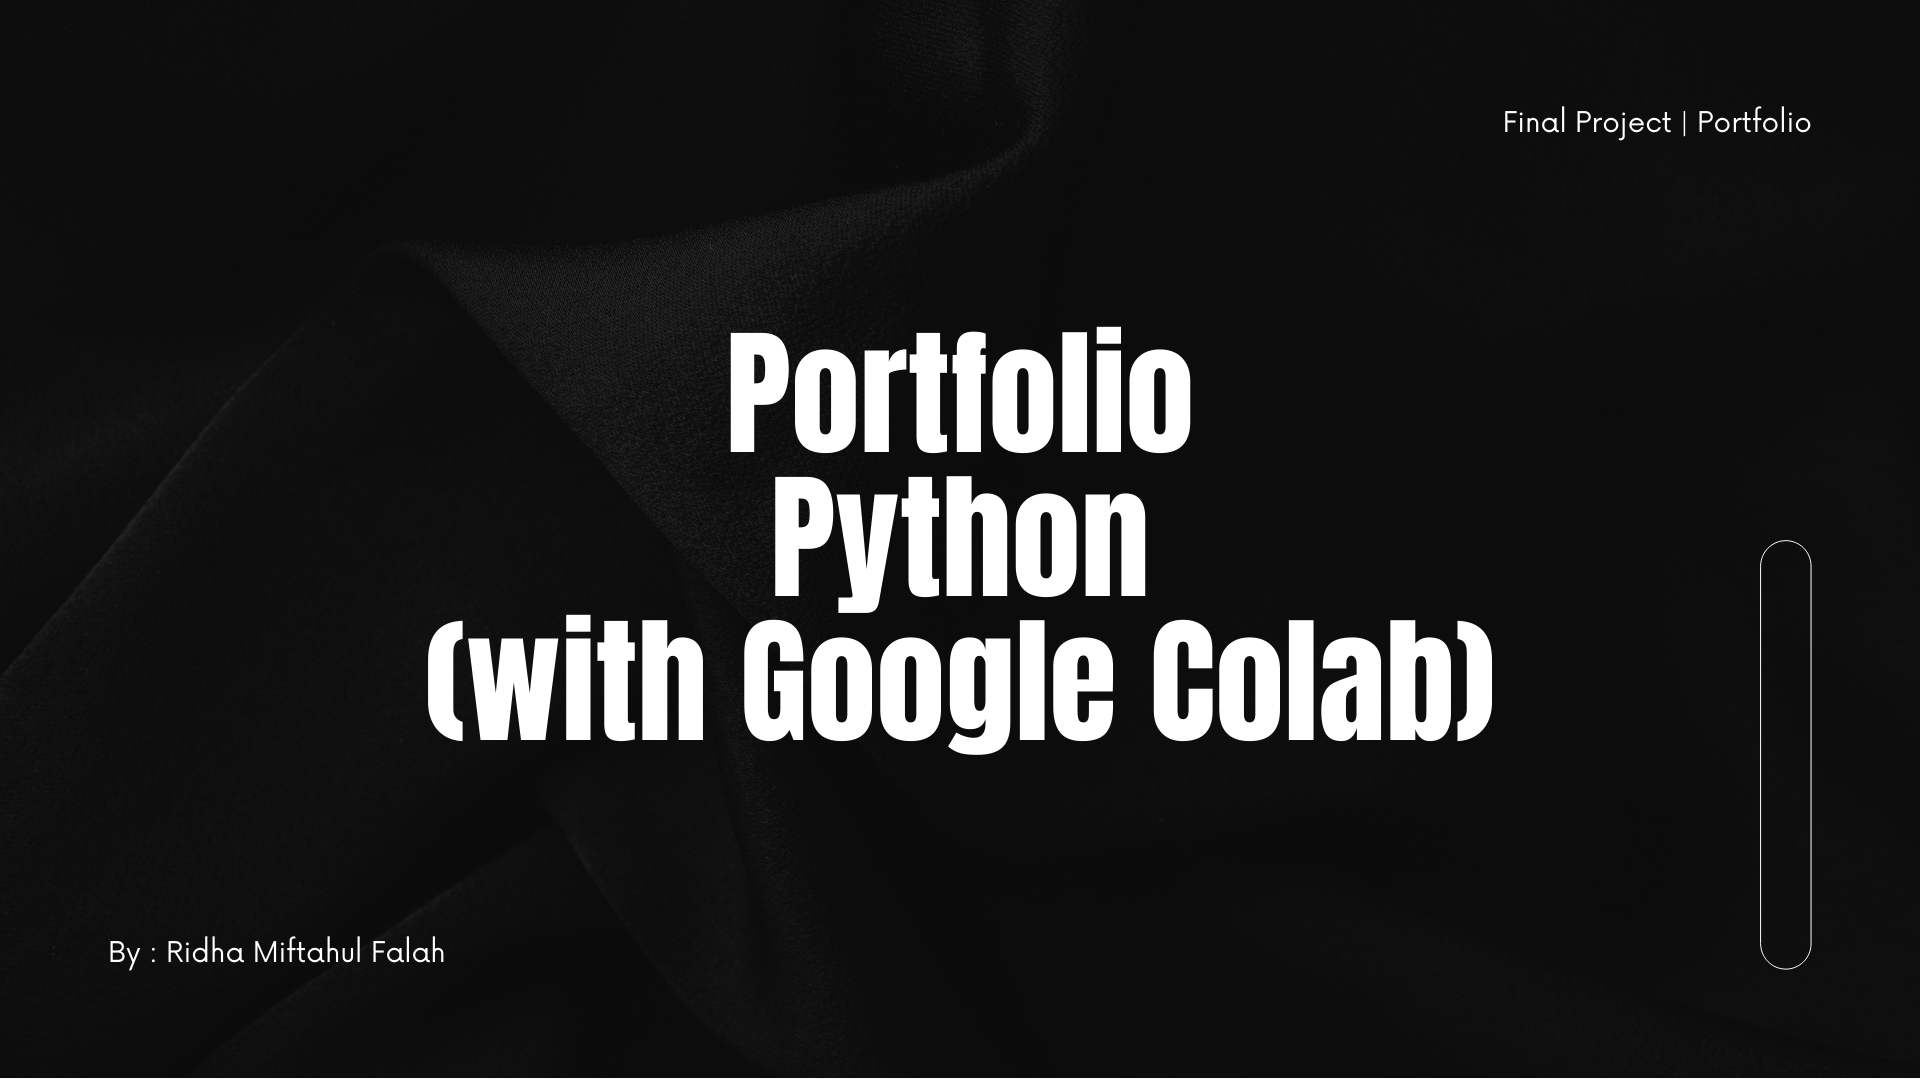 Final Project | Portfolio
Portfolio
Python
(with Google Colab)
By : Ridha Miftahul Falah